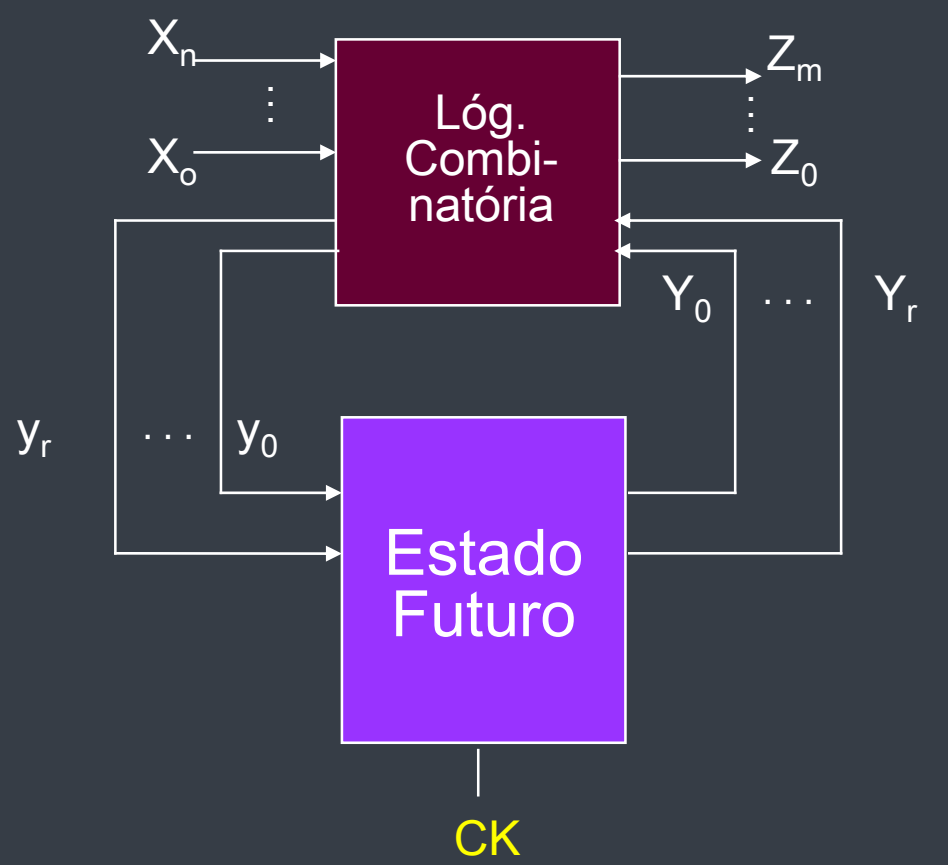 Xn
Zm
⋮
⋮
Lóg.
Combi-
natória
Xo
Z0
Y0 . . . Yr
yr . . . y0
Estado
Futuro
CK